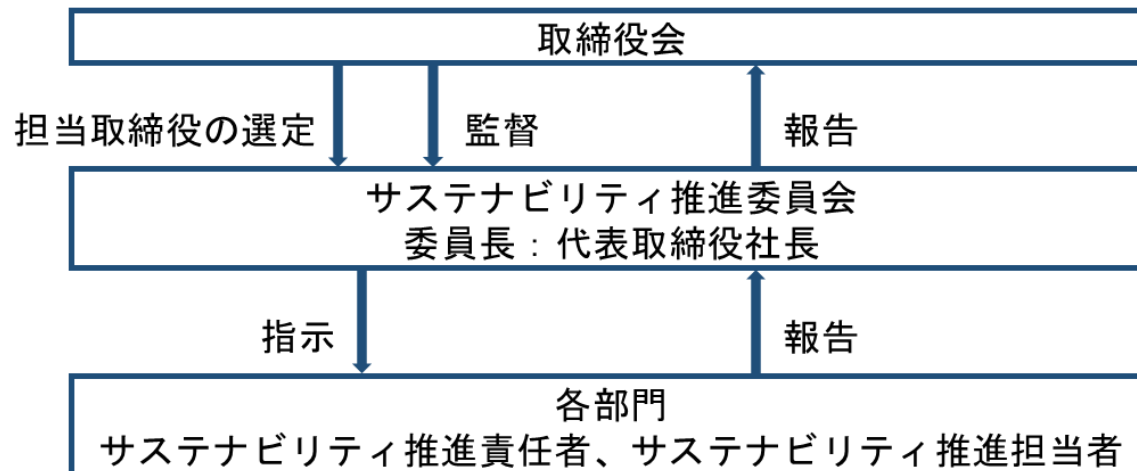 取締役会
担当取締役の選定
監督
報告
サステナビリティ推進委員会
委員長：代表取締役社長
指示
報告
各部門
サステナビリティ推進責任者、サステナビリティ推進担当者